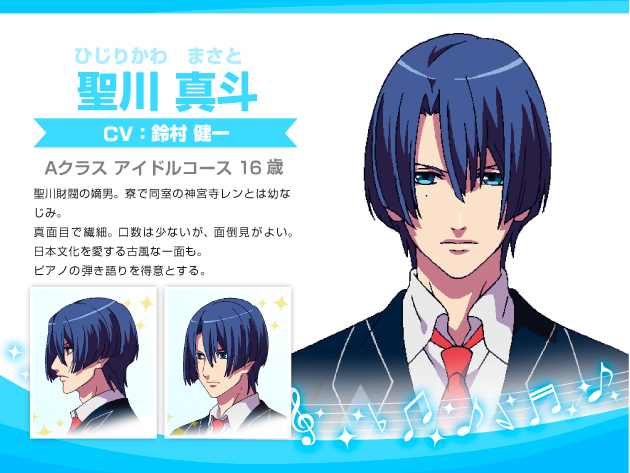 ひじりかわ まさと
聖川 真斗
CV:鈴村 健一
Aクラス アイドルコース 16歳
聖川財閥の嫡男。寮で同室の神宮寺レンとは幼な
じみ。
真面目で繊細。口数は少ないが、面倒見がよい。
日本文化を愛する古風な一面も。
ピアノの弾き語りを得意とする。